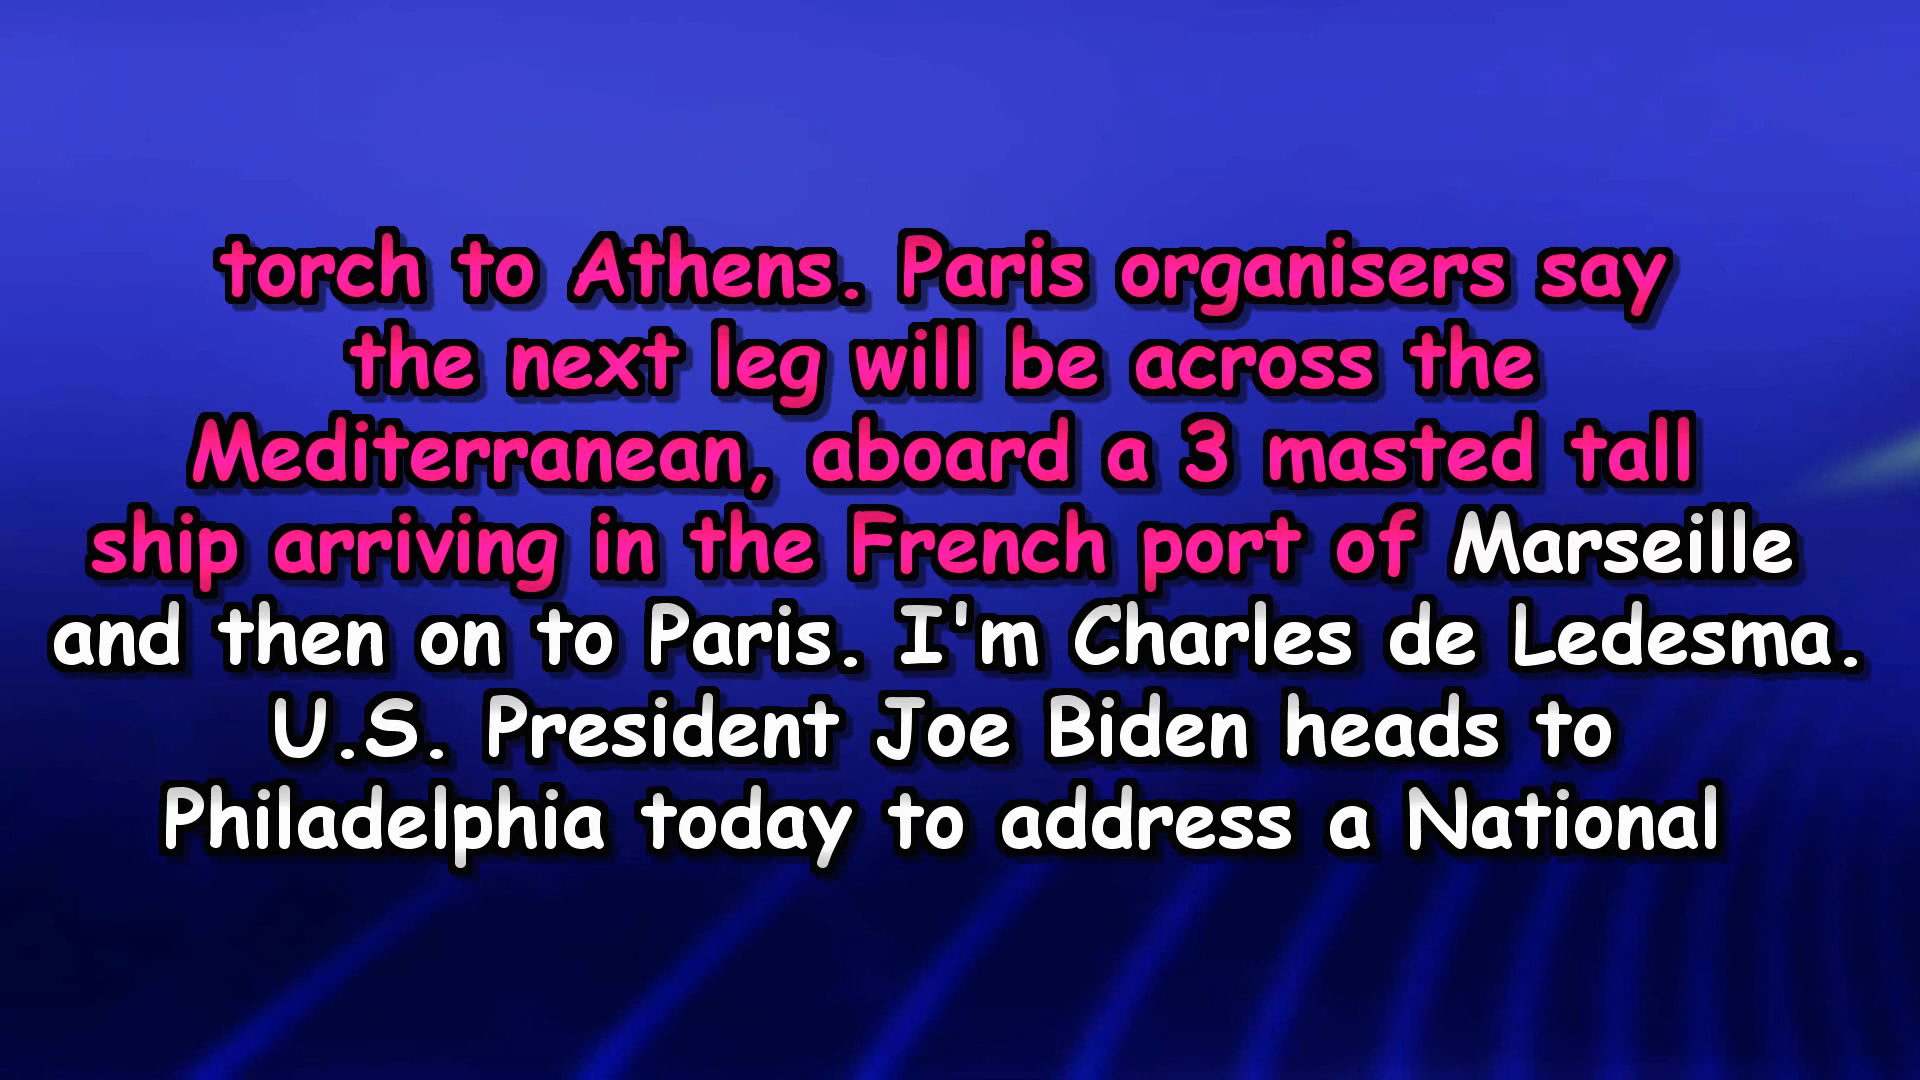 torch to Athens. Paris organisers say
the next leg will be across the
Mediterranean, aboard a 3 masted tall
ship arriving in the French port of Marseille
and then on to Paris. I'm Charles de Ledesma.
U.S. President Joe Biden heads to
Philadelphia today to address a National